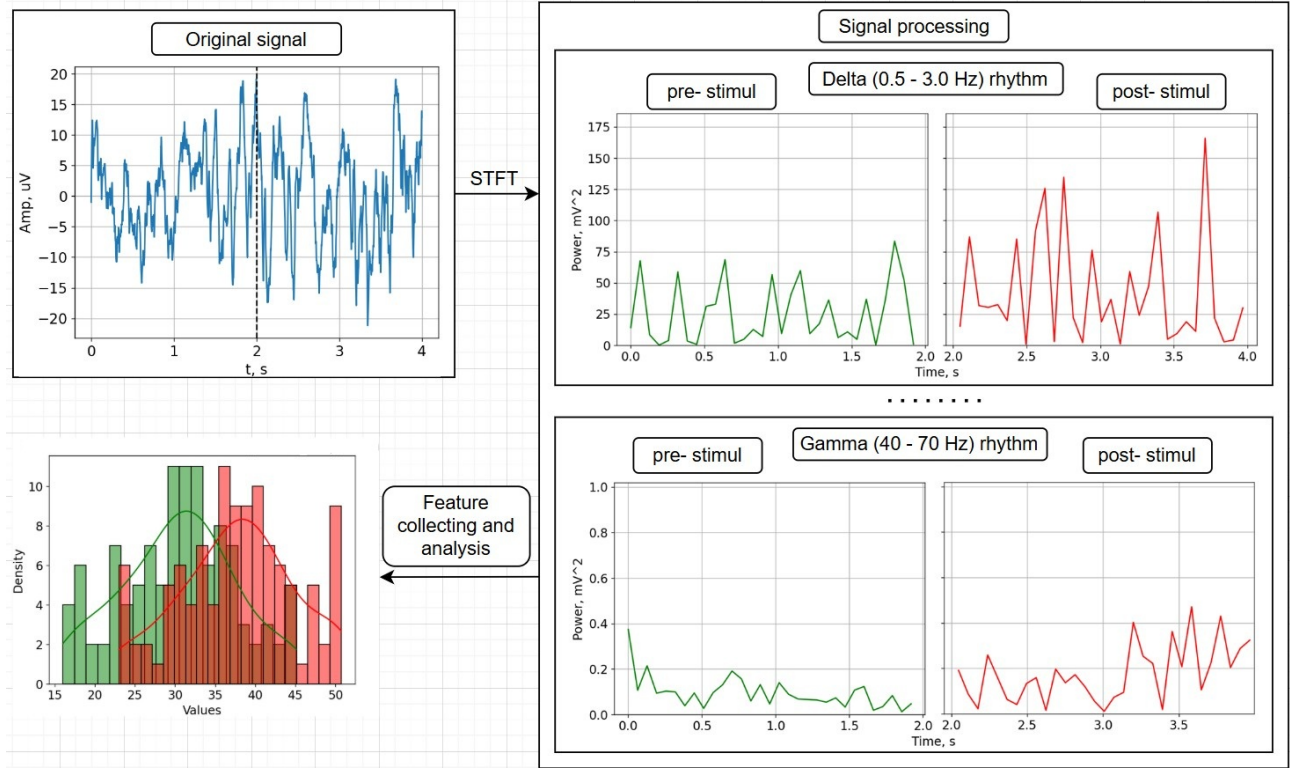 Original signal
20
15
10
5
0
−5
−10
−15
−20
Amp, uV
0 1 2 3 4
t, s
STFT
Signal processing
Delta (0.5 - 3.0 Hz) rhythm
pre- stimul
post- stimul
175
150
125
100
75
50
25
0
Power, mV^2
0.0 0.5 1.0 1.5 2.0
2.0 2.5 3.0 3.5 4.0
Time, s
. . . . . . . .
Gamma (40 - 70 Hz) rhythm
pre- stimul
post- stimul
1.0
0.8
0.6
0.4
0.2
0.0
Power, mV^2
0.0 0.5 1.0 1.5 2.0
2.0 2.5 3.0 3.5
Time, s
Feature
collecting and
analysis
10
8
6
4
2
0
Density
15 20 25 30 35 40 45 50
Values